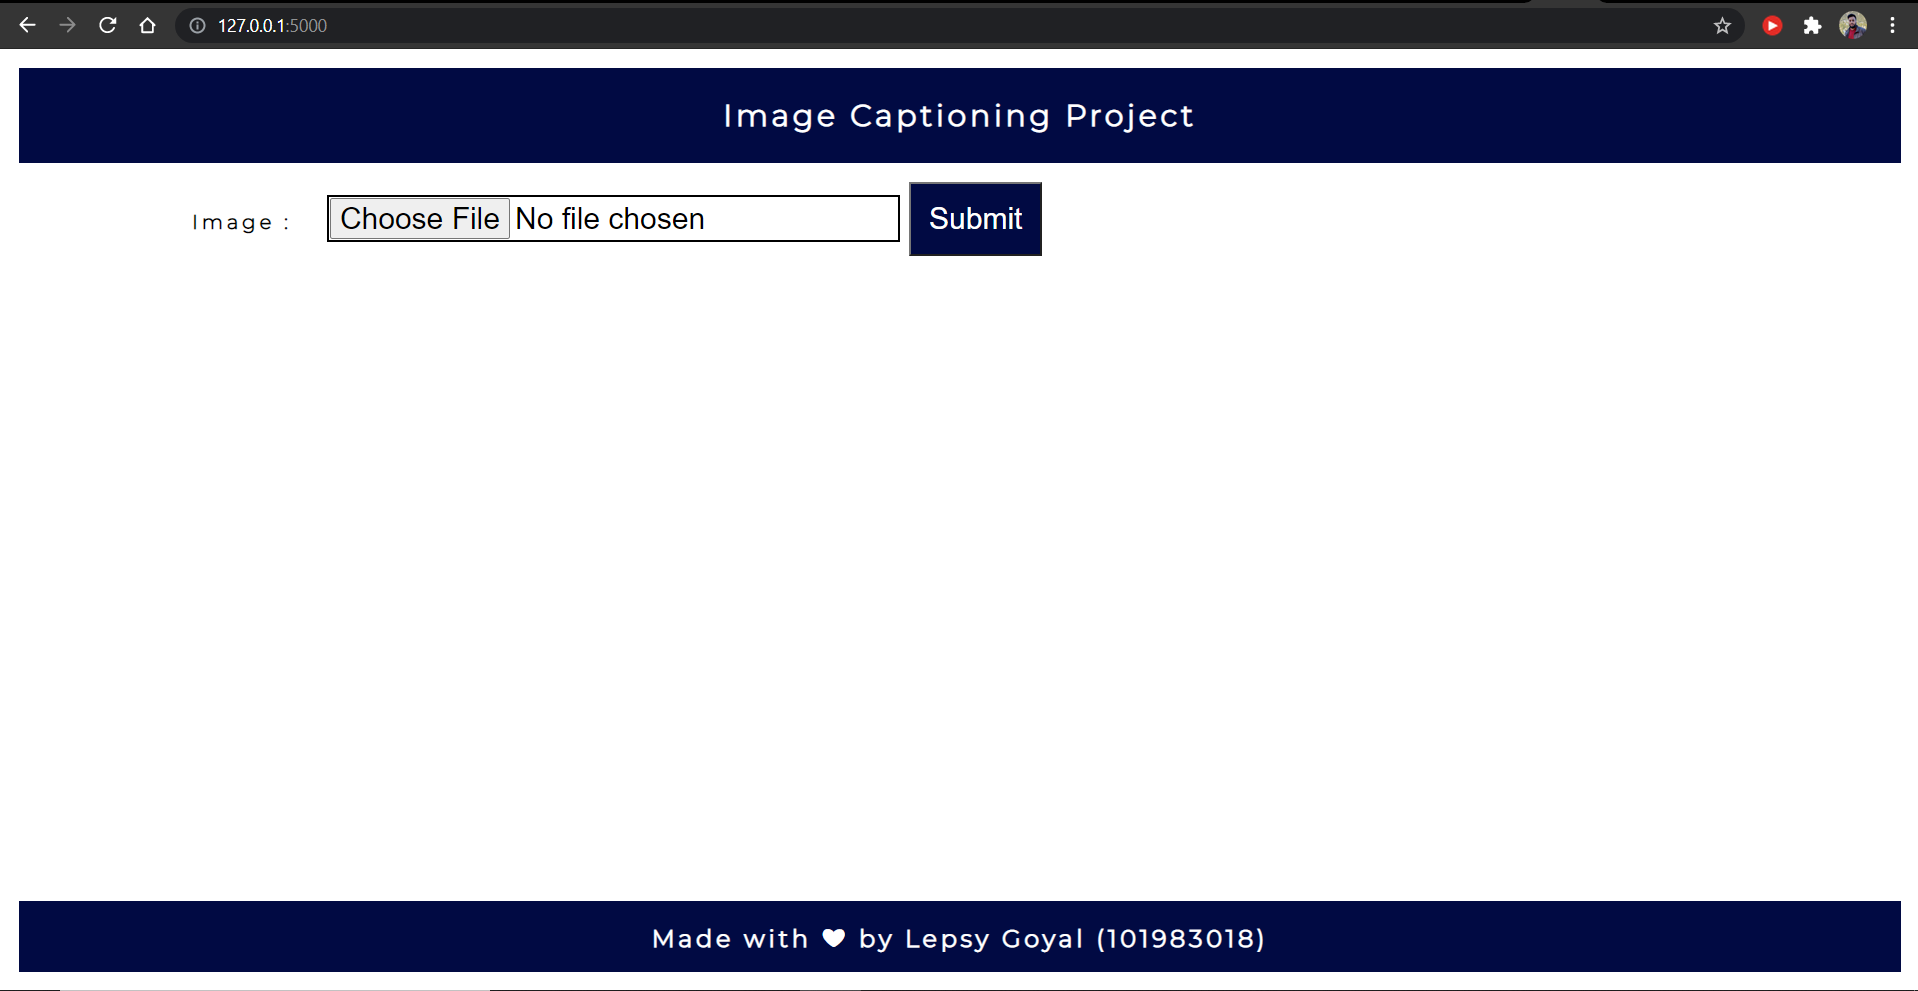 127.0.0.1:5000
Image Captioning Project
Image : Choose File No file chosen Submit
Made with ♥ by Lepsy Goyal (101983018)